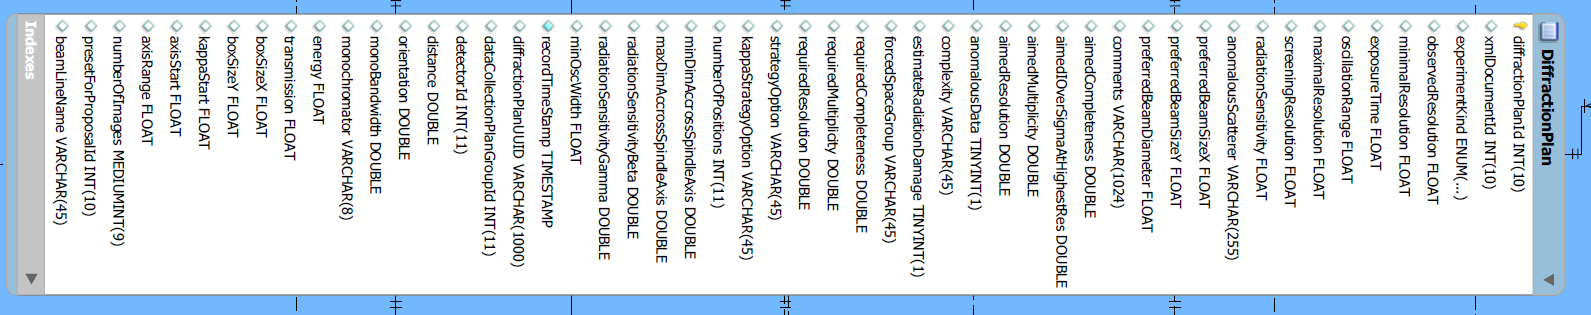 DiffractionPlan
diffractionPlanId INT(10)
xmlDocumentId INT(10)
experimentKind ENUM(...)
observedResolution FLOAT
minimalResolution FLOAT
exposureTime FLOAT
oscillationRange FLOAT
maximalResolution FLOAT
screeningResolution FLOAT
radiationSensitivity FLOAT
anomalousScatterer VARCHAR(255)
preferredBeamSizeX FLOAT
preferredBeamSizeY FLOAT
preferredBeamDiameter FLOAT
comments VARCHAR(1024)
aimedCompleteness DOUBLE
aimedIOverSigmaAtHighestRes DOUBLE
aimedMultiplicity DOUBLE
aimedResolution DOUBLE
anomalousData TINYINT(1)
complexity VARCHAR(45)
estimateRadiationDamage TINYINT(1)
forcedSpaceGroup VARCHAR(45)
requiredCompleteness DOUBLE
requiredMultiplicity DOUBLE
requiredResolution DOUBLE
strategyOption VARCHAR(45)
kappaStrategyOption VARCHAR(45)
numberOfPositions INT(11)
minDimAccrossSpindleAxis DOUBLE
maxDimAccrossSpindleAxis DOUBLE
radiationSensitivityBeta DOUBLE
radiationSensitivityGamma DOUBLE
minOscWidth FLOAT
recordTimeStamp TIMESTAMP
diffractionPlanUUID VARCHAR(1000)
dataCollectionPlanGroupId INT(11)
detectorId INT(11)
distance DOUBLE
orientation DOUBLE
monoBandwidth DOUBLE
monochromator VARCHAR(8)
energy FLOAT
transmission FLOAT
boxSizeX FLOAT
boxSizeY FLOAT
kappaStart FLOAT
axisStart FLOAT
axisRange FLOAT
numberOfImages MEDIUMINT(9)
presetForProposalId INT(10)
beamLineName VARCHAR(45)
Indexes